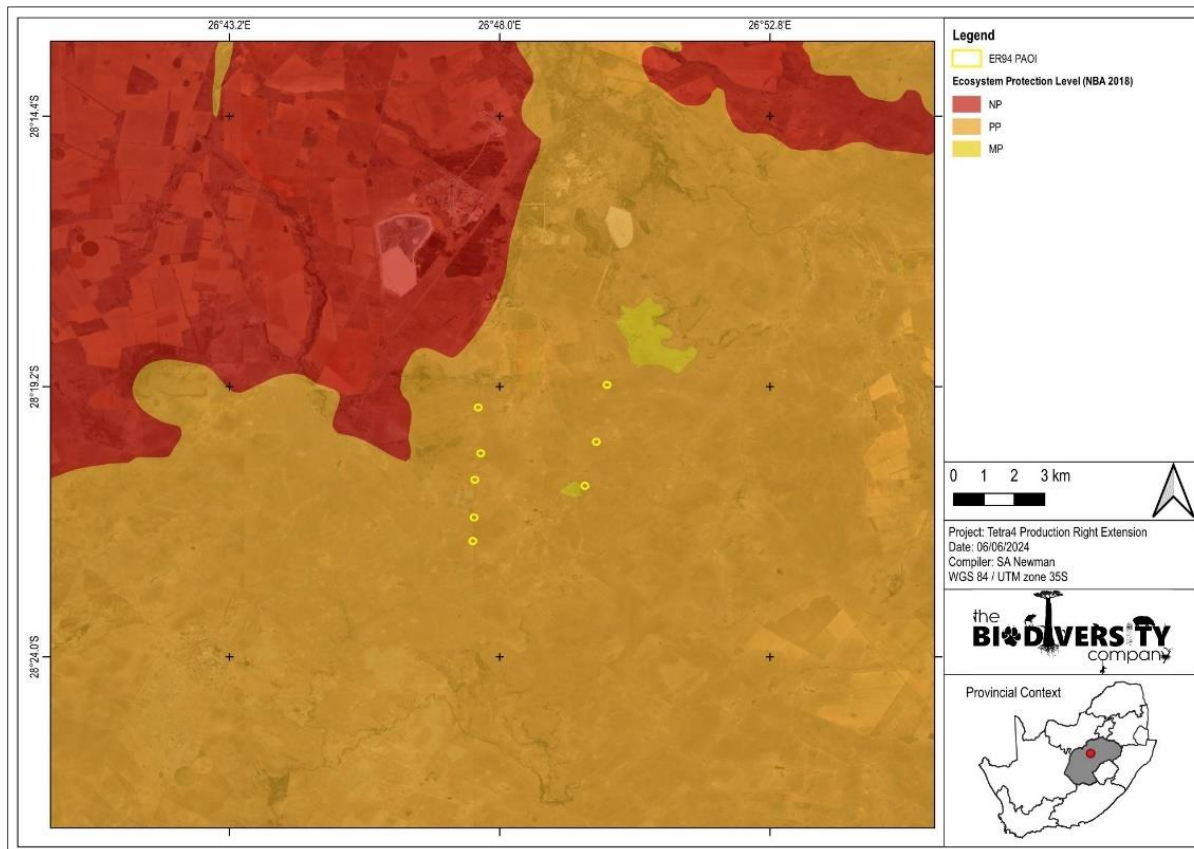 26°43.2'E 26°48.0'E 26°52.8'E
28°14.4'S
28°19.2'S
28°24.0'S
Legend
ER94 PAOI
Ecosystem Protection Level (NBA 2018)
NP
PP
MP
0 1 2 3 km
Project: Tetra4 Production Right Extension
Date: 06/06/2024
Compiler: SA Newman
WGS 84 / UTM zone 35S
the
BIODIVERSITY
company
Provincial Context